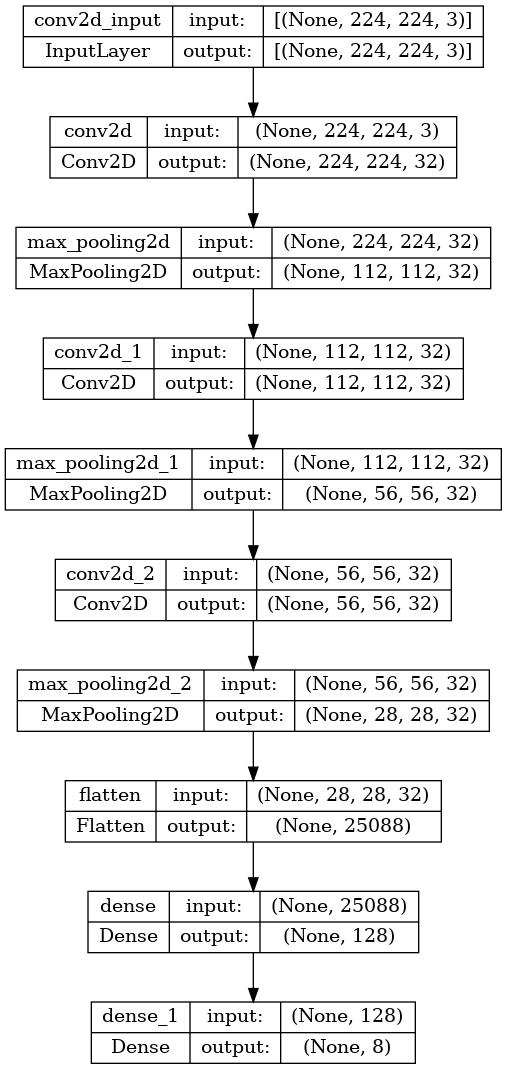 conv2d_input input: [(None, 224, 224, 3)]
InputLayer output: [(None, 224, 224, 3)]
conv2d input: (None, 224, 224, 3)
Conv2D output: (None, 224, 224, 32)
max_pooling2d input: (None, 224, 224, 32)
MaxPooling2D output: (None, 112, 112, 32)
conv2d_1 input: (None, 112, 112, 32)
Conv2D output: (None, 112, 112, 32)
max_pooling2d_1 input: (None, 112, 112, 32)
MaxPooling2D output: (None, 56, 56, 32)
conv2d_2 input: (None, 56, 56, 32)
Conv2D output: (None, 56, 56, 32)
max_pooling2d_2 input: (None, 56, 56, 32)
MaxPooling2D output: (None, 28, 28, 32)
flatten input: (None, 28, 28, 32)
Flatten output: (None, 25088)
dense input: (None, 25088)
Dense output: (None, 128)
dense_1 input: (None, 128)
Dense output: (None, 8)